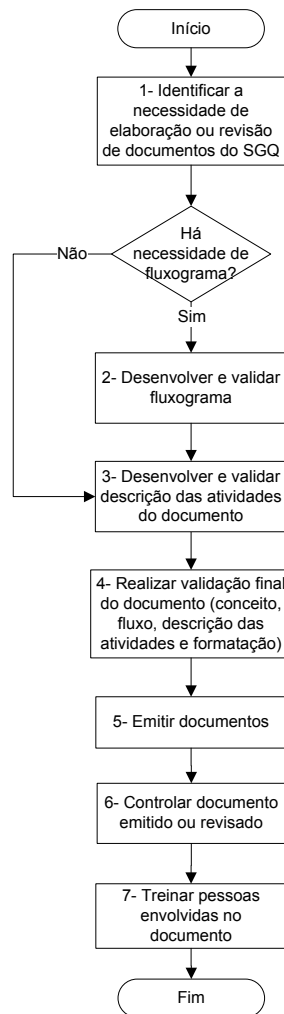 Início
1- Identificar a
necessidade de
elaboração ou revisão
de documentos do SGQ
Há
necessidade de
fluxograma?
Não
Sim
2- Desenvolver e validar
fluxograma
3- Desenvolver e validar
descrição das atividades
do documento
4- Realizar validação final
do documento (conceito,
fluxo, descrição das
atividades e formatação)
5- Emitir documentos
6- Controlar documento
emitido ou revisado
7- Treinar pessoas
envolvidas no
documento
Fim